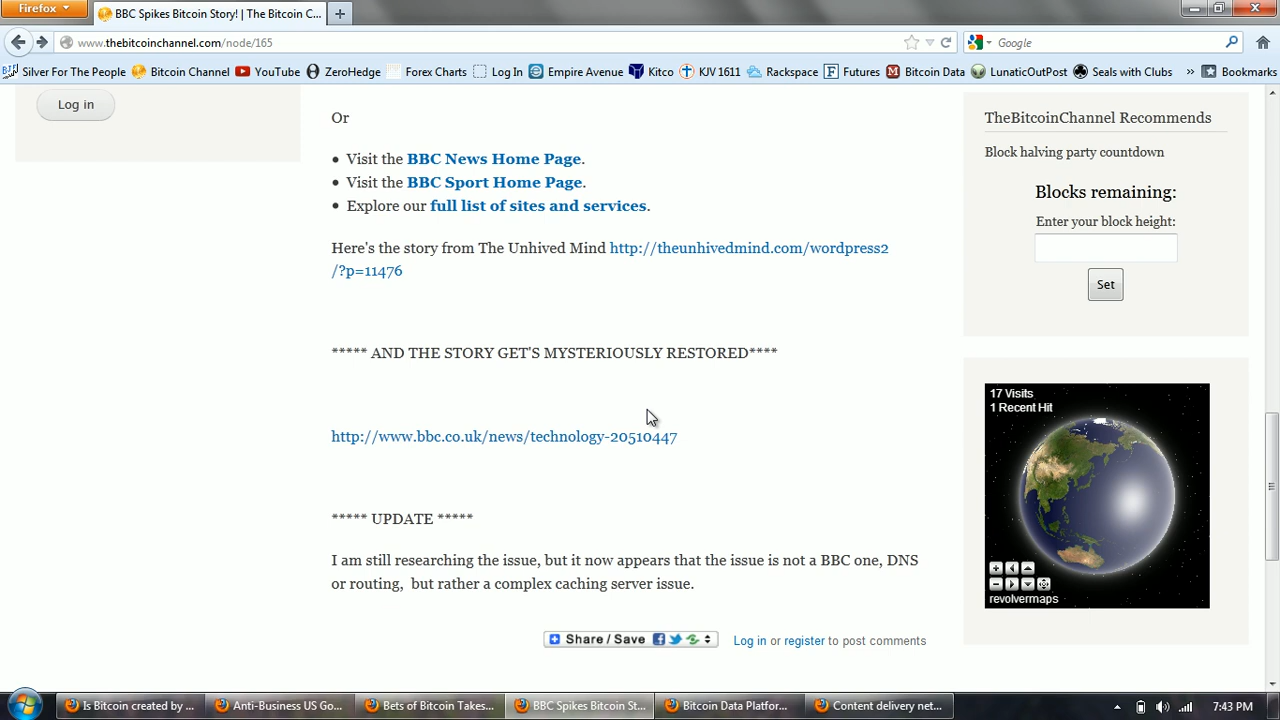 Firefox
BBC Spikes Bitcoin Story! | The Bitcoin C...
www.thebitcoinchannel.com/node/165
Google
Silver For The People
Bitcoin Channel
YouTube
ZeroHedge
Forex Charts
Log In
Empire Avenue
Kitco
KJV 1611
Rackspace
Futures
Bitcoin Data
LunaticOutPost
Seals with Clubs
»
Bookmarks
Log in
Or
• Visit the BBC News Home Page.
• Visit the BBC Sport Home Page.
• Explore our full list of sites and services.
Here's the story from The Unhived Mind http://theunhivedmind.com/wordpress2
/?p=11476
***** AND THE STORY GET'S MYSTERIOUSLY RESTORED****
http://www.bbc.co.uk/news/technology-20510447
***** UPDATE *****
I am still researching the issue, but it now appears that the issue is not a BBC one, DNS
or routing, but rather a complex caching server issue.
Share / Save
Log in or register to post comments
TheBitcoinChannel Recommends
Block halving party countdown
Blocks remaining:
Enter your block height:
Set
17 Visits
1 Recent Hit
revolvermaps
Is Bitcoin created by ...
Anti-Business US Go...
Bets of Bitcoin Takes...
BBC Spikes Bitcoin St...
Bitcoin Data Platfor...
Content delivery net...
7:43 PM